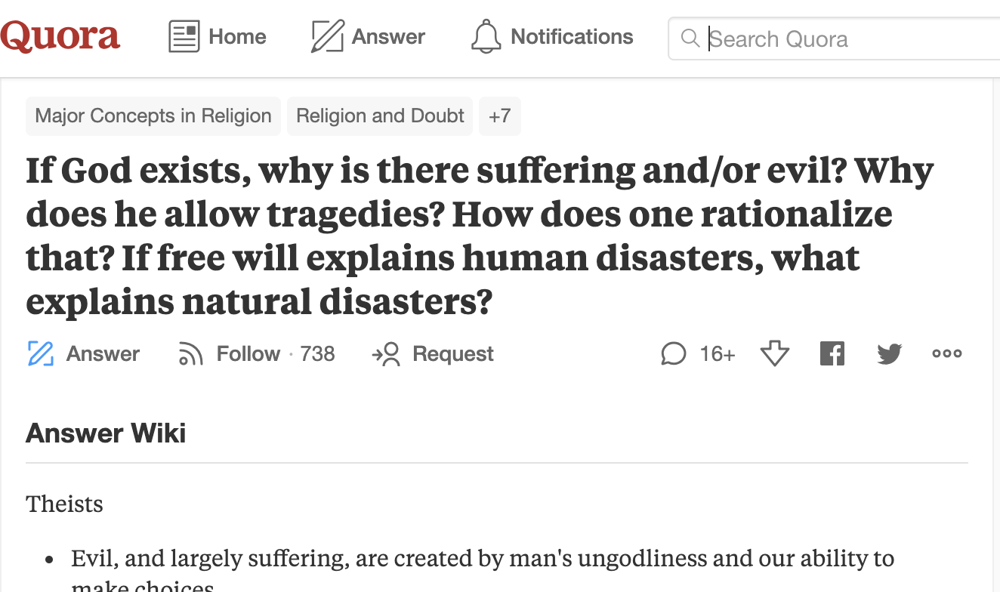 Quora Home Answer Notifications Search Quora
Major Concepts in Religion Religion and Doubt +7
If God exists, why is there suffering and/or evil? Why
does he allow tragedies? How does one rationalize
that? If free will explains human disasters, what
explains natural disasters?
Answer Follow · 738 Request 16+
Answer Wiki
Theists
• Evil, and largely suffering, are created by man's ungodliness and our ability to
make choices